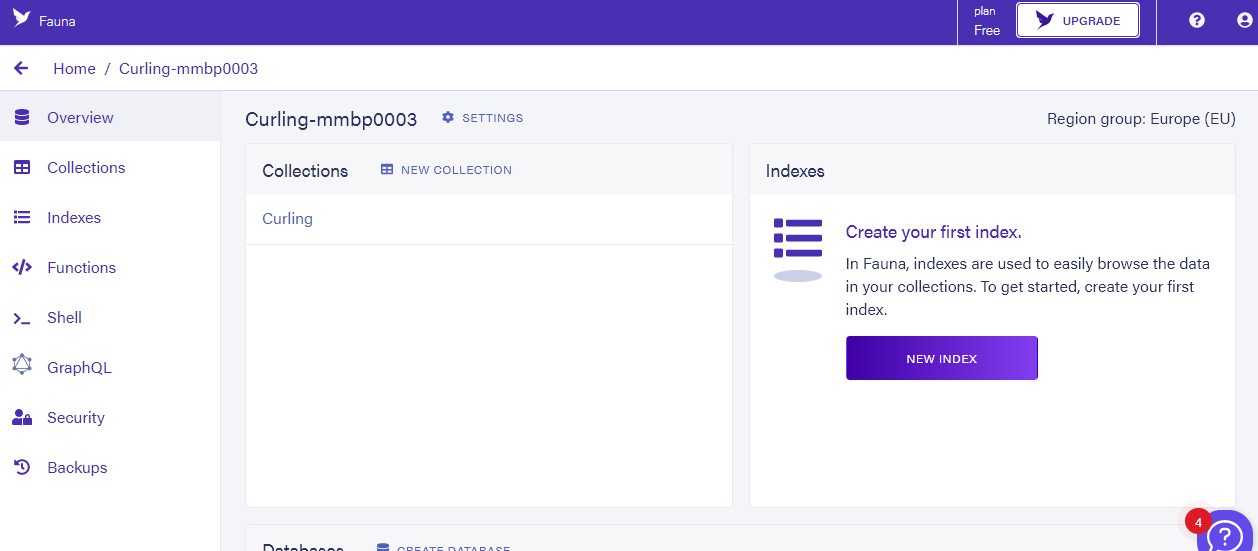 Fauna
plan
Free
UPGRADE
Home / Curling-mmbp0003
Overview
Collections
Indexes
Functions
Shell
GraphQL
Security
Backups
Curling-mmbp0003
SETTINGS
Region group: Europe (EU)
Collections
NEW COLLECTION
Curling
Indexes
Create your first index.
In Fauna, indexes are used to easily browse the data
in your collections. To get started, create your first
index.
NEW INDEX
Databases
CREATE DATABASE
4